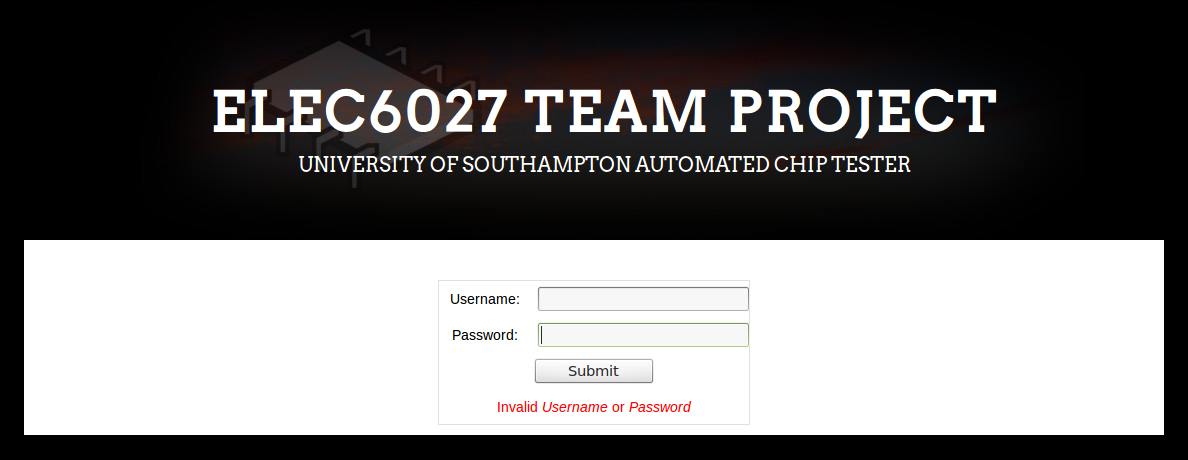 ELEC6027 TEAM PROJECT
UNIVERSITY OF SOUTHAMPTON AUTOMATED CHIP TESTER
Username:
Password:
Submit
Invalid Username or Password